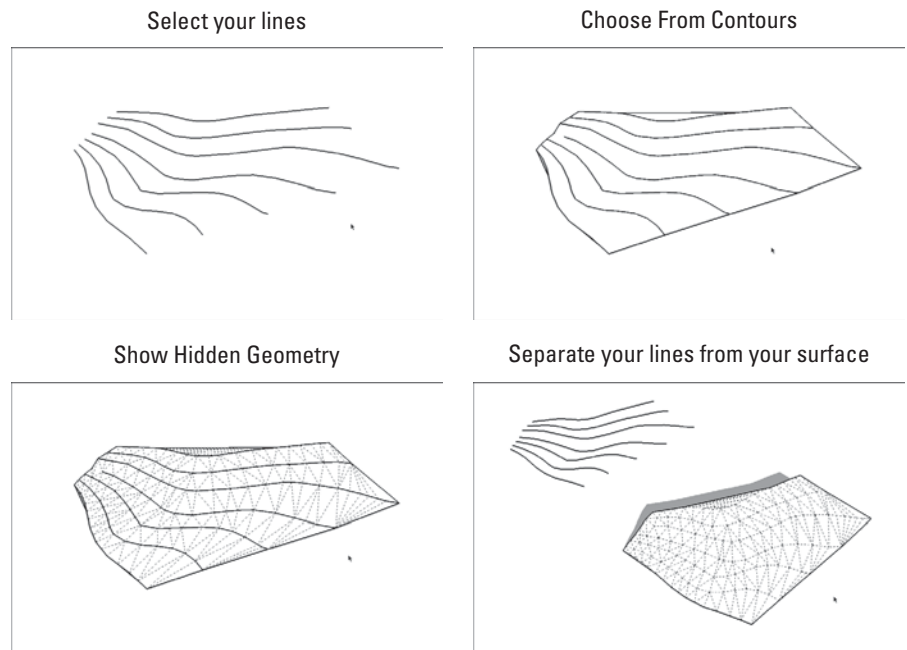 Select your lines
Choose From Contours
Show Hidden Geometry
Separate your lines from your surface